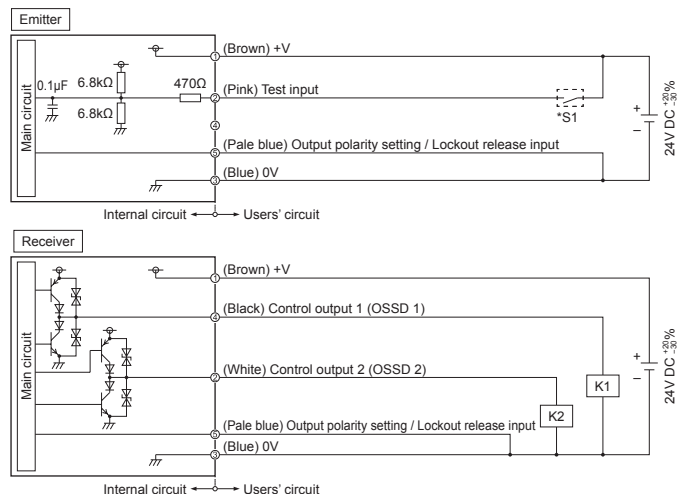 Emitter
(Brown) +V
0.1μF
6.8kΩ
470Ω
(Pink) Test input
6.8kΩ
*S1
Main circuit
(Pale blue) Output polarity setting / Lockout release input
(Blue) 0V
1
2
4
5
3
+
−
24V DC +20 −30 %
Internal circuit ◄ ► Users' circuit
Receiver
(Brown) +V
(Black) Control output 1 (OSSD 1)
(White) Control output 2 (OSSD 2)
Main circuit
K1
K2
(Pale blue) Output polarity setting / Lockout release input
(Blue) 0V
1
4
2
5
3
+
−
24V DC +20 −30 %
Internal circuit ◄ ► Users' circuit